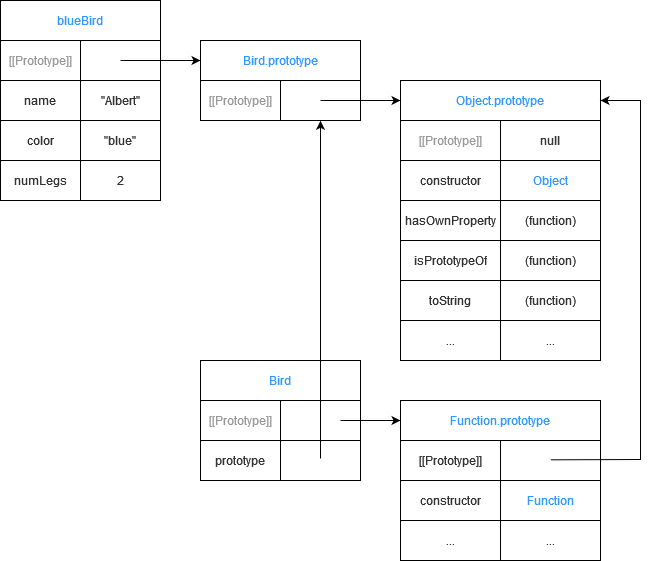 blueBird
[[Prototype]]
name "Albert"
color "blue"
numLegs 2
Bird.prototype
[[Prototype]]
Object.prototype
[[Prototype]] null
constructor Object
hasOwnProperty (function)
isPrototypeOf (function)
toString (function)
... ...
Bird
[[Prototype]]
prototype
Function.prototype
[[Prototype]]
constructor Function
... ...